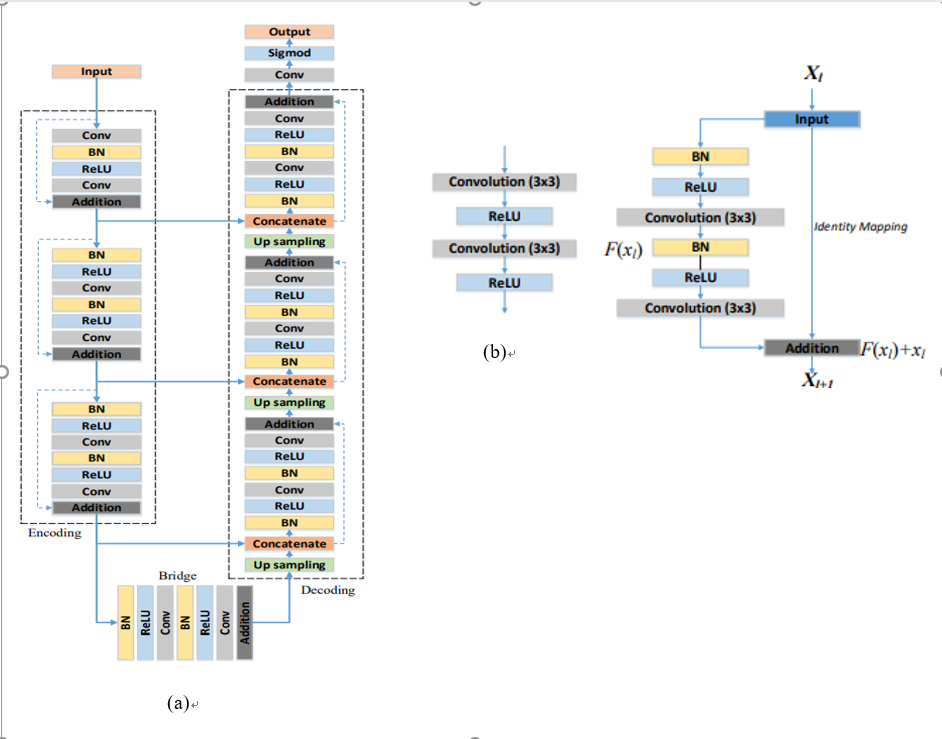 Input
Conv
BN
ReLU
Conv
Addition
BN
ReLU
Conv
BN
ReLU
Conv
Addition
BN
ReLU
Conv
BN
ReLU
Conv
Addition
Encoding
Bridge
BN
ReLU
Conv
BN
ReLU
Conv
Addition
Output
Sigmod
Conv
Addition
Conv
ReLU
BN
Conv
ReLU
BN
Concatenate
Up sampling
Addition
Conv
ReLU
BN
Conv
ReLU
BN
Concatenate
Up sampling
Addition
Conv
ReLU
BN
Conv
ReLU
BN
Concatenate
Up sampling
Decoding
(a)
Convolution (3x3)
ReLU
Convolution (3x3)
ReLU
(b)
Xl
Input
BN
ReLU
Convolution (3x3)
Identity Mapping
F(xl)
BN
ReLU
Convolution (3x3)
Addition
F(xl)+xl
Xl+1